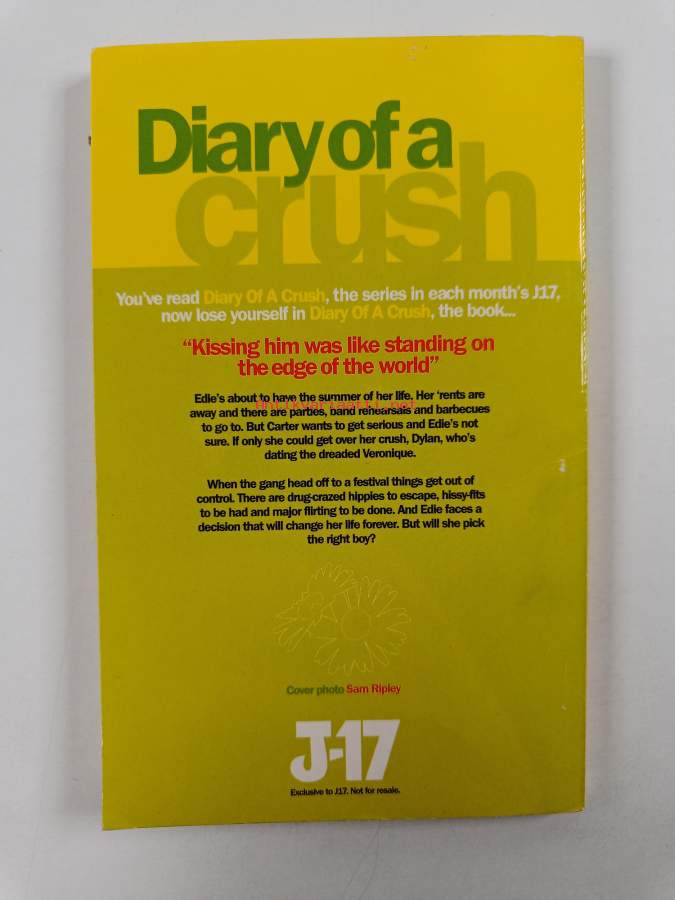 Diary of a
crush
You've read Diary Of A Crush, the series in each month's J17,
now lose yourself in Diary Of A Crush, the book...
“Kissing him was like standing on
the edge of the world”
Edie's about to have the summer of her life. Her ‘rents are
away and there are parties, band rehearsals and barbecues
Antikvariaatti.net
to go to. But Carter wants to get serious and Edie's not
sure. If only she could get over her crush, Dylan, who's
dating the dreaded Veronique.
When the gang head off to a festival things get out of
control. There are drug-crazed hippies to escape, hissy-fits
to be had and major flirting to be done. And Edie faces a
decision that will change her life forever. But will she pick
the right boy?
Cover photo Sam Ripley
J-17
Exclusive to J17. Not for resale.